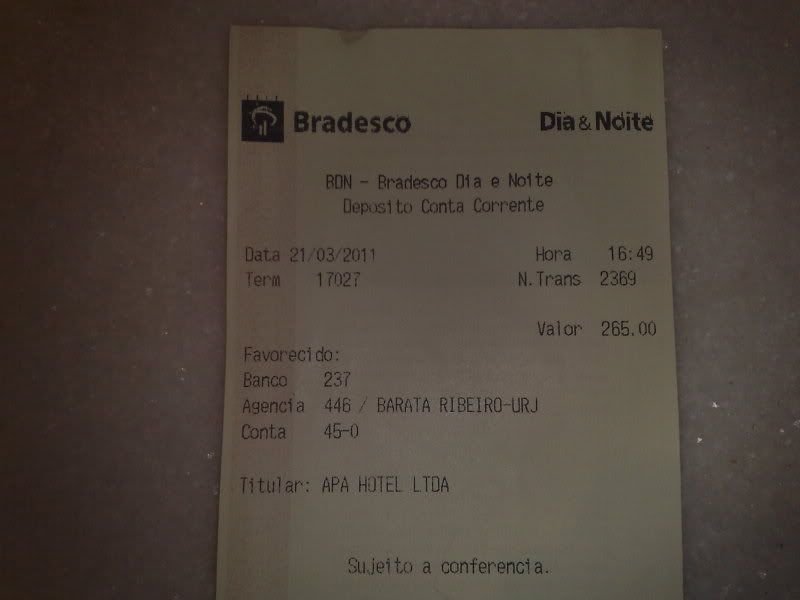 Bradesco Dia & Noite
BDN - Bradesco Dia e Noite
Deposito Conta Corrente
Data 21/03/2011 Hora 16:49
Term 17027 N.Trans 2369
Valor 265.00
Favorecido:
Banco 237
Agencia 446 / BARATA RIBEIRO-URJ
Conta 45-0
Titular: APA HOTEL LTDA
Sujeito a conferencia.